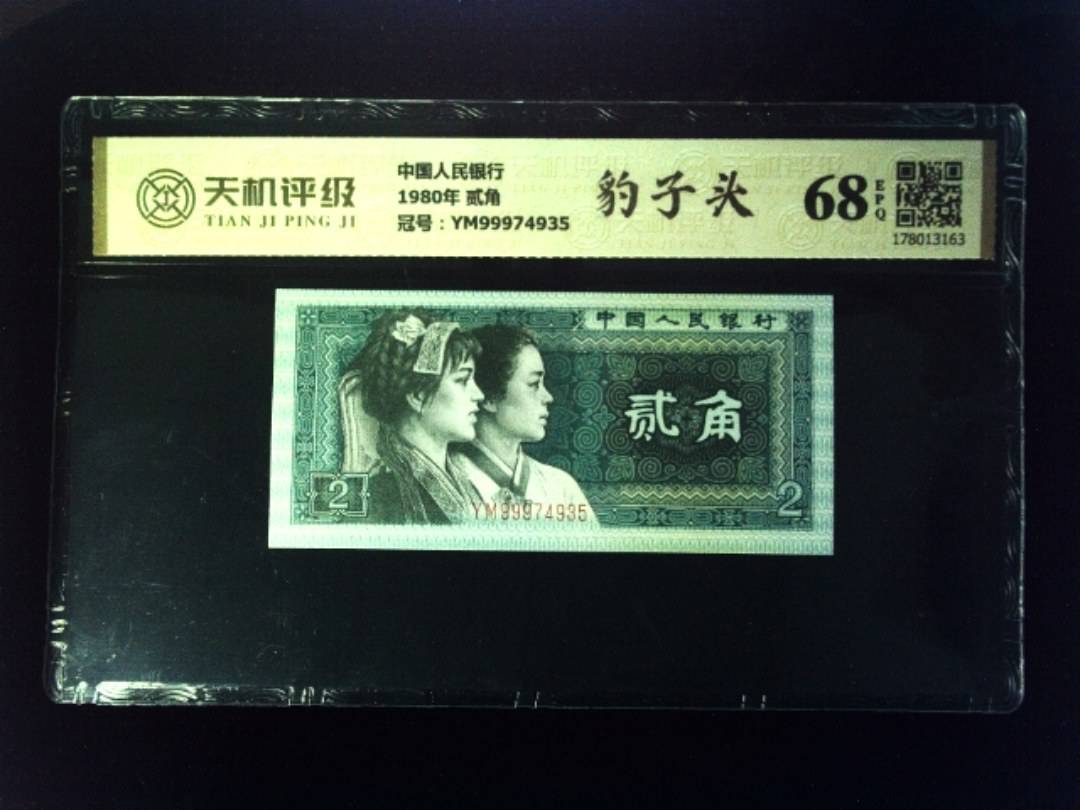 天机评级
TIAN JI PING JI
中国人民银行
1980年 贰角
冠号：YM99974935
豹子头
68
EPQ
178013163
中国人民银行
贰角
2
2
YM99974935